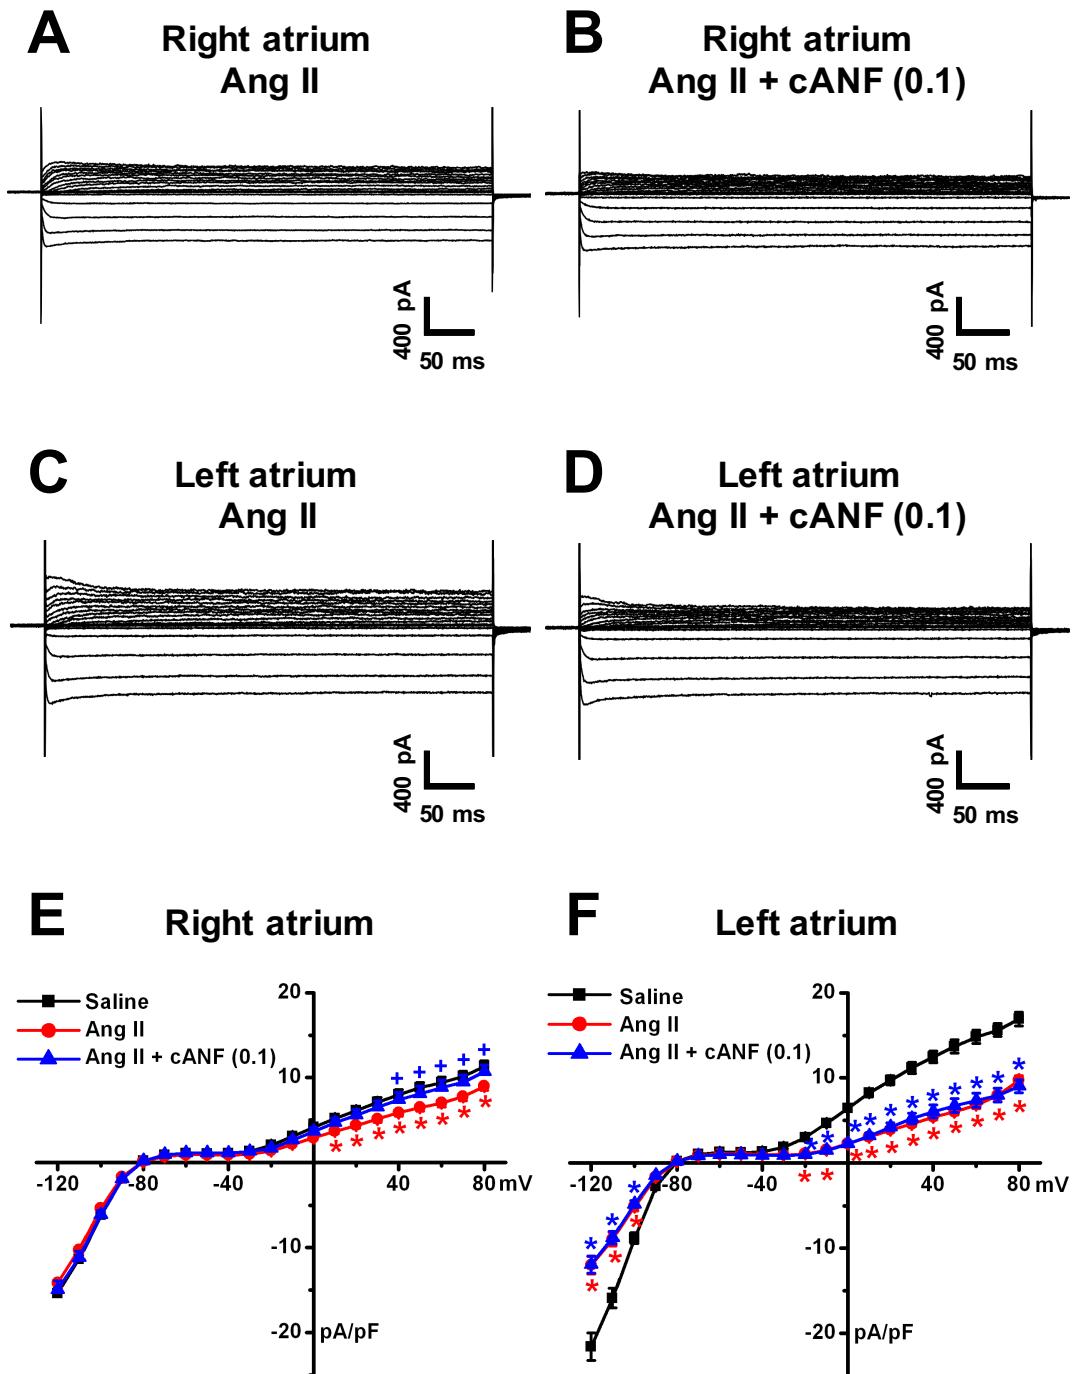 A
Right atrium
Ang II
400 pA
50 ms
B
Right atrium
Ang II + cANF (0.1)
400 pA
50 ms
C
Left atrium
Ang II
400 pA
50 ms
D
Left atrium
Ang II + cANF (0.1)
400 pA
50 ms
E
Right atrium
Saline
Ang II
Ang II + cANF (0.1)
20
10
+ + + + +
* * * * * * * *
-120 -80 -40 40 80 mV
-10
-20 pA/pF
F
Left atrium
Saline
Ang II
Ang II + cANF (0.1)
20
10
* * * * * * * * * * *
* * * * * * * * * * *
-120 -80 -40 40 80 mV
* * *
* * *
-10
-20 pA/pF